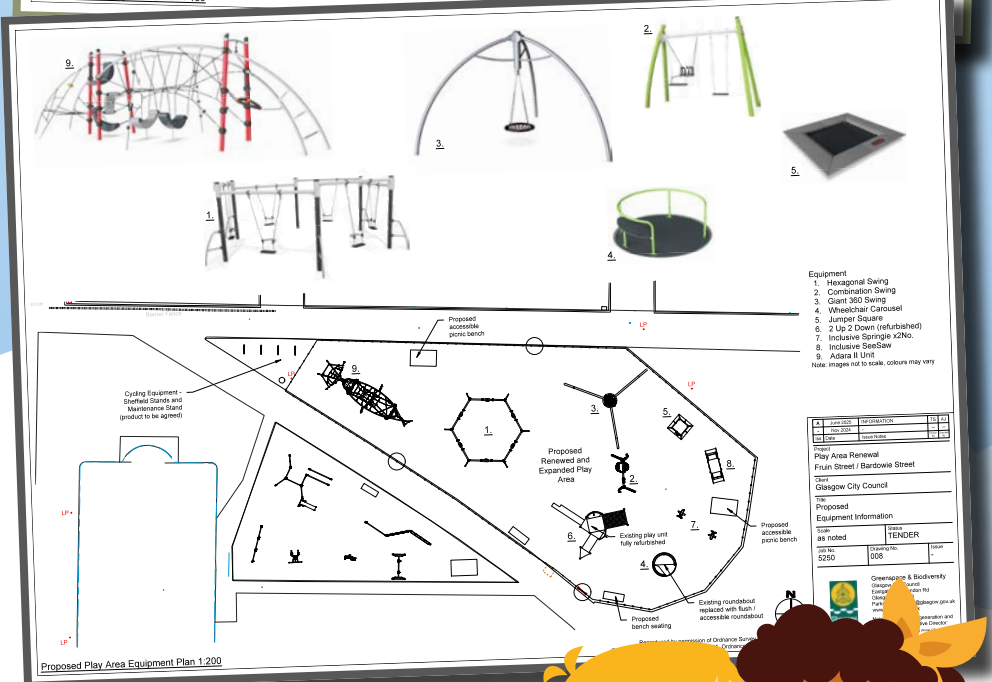 9.
3.
2.
5.
1.
4.
Equipment
1. Hexagonal Swing
2. Combination Swing
3. Giant 360 Swing
4. Wheelchair Carousel
5. Jumper Square
6. 2 Up 2 Down (refurbished)
7. Inclusive Springie x2No.
8. Inclusive SeeSaw
9. Adara II Unit
Note: images not to scale, colours may vary
LP
Proposed
accessible
picnic bench
LP
9.
LP
Cycling Equipment -
Sheffield Stands and
Maintenance Stand
(product to be agreed)
3.
5.
1.
8.
Proposed
Renewed and
Expanded Play
Area
2.
LP
7.
Proposed
accessible
picnic bench
6.
Existing play unit
fully refurbished
4.
Existing roundabout
replaced with flush /
accessible roundabout
Proposed
bench seating
N
LP
Proposed Play Area Equipment Plan 1:200
A June 2025 INFORMATION TS AJ
- Nov 2024 -
Date Issue Notes
Project
Play Area Renewal
Fruin Street / Bardowie Street
Client
Glasgow City Council
Title
Proposed
Equipment Information
Scale
as noted
Status
TENDER
Job No.
5250
Drawing No.
008
Issue
-
Greenspace & Biodiversity